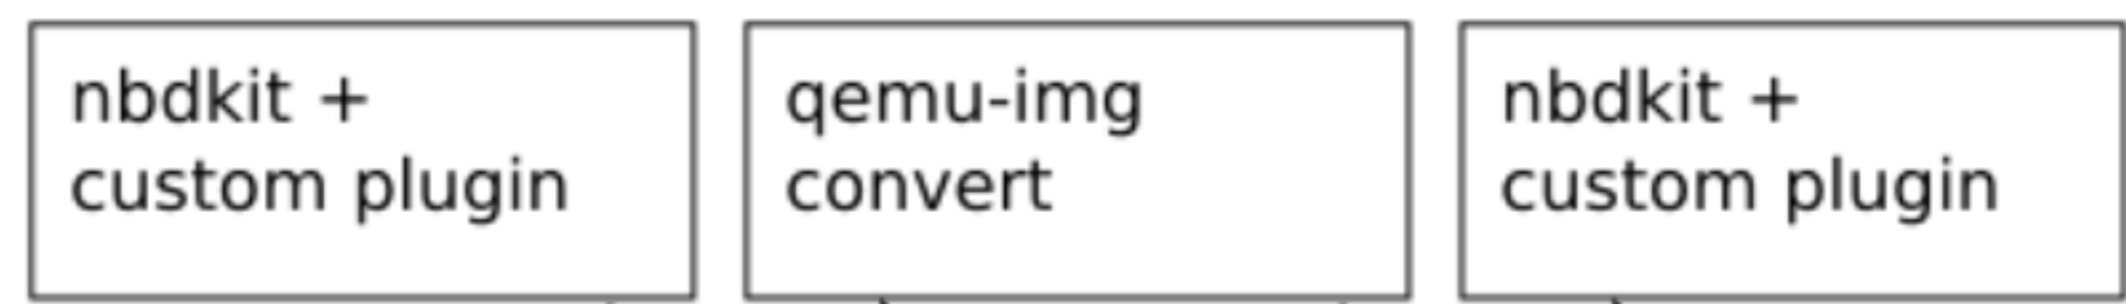 nbdkit +
custom plugin
qemu-img
convert
nbdkit +
custom plugin